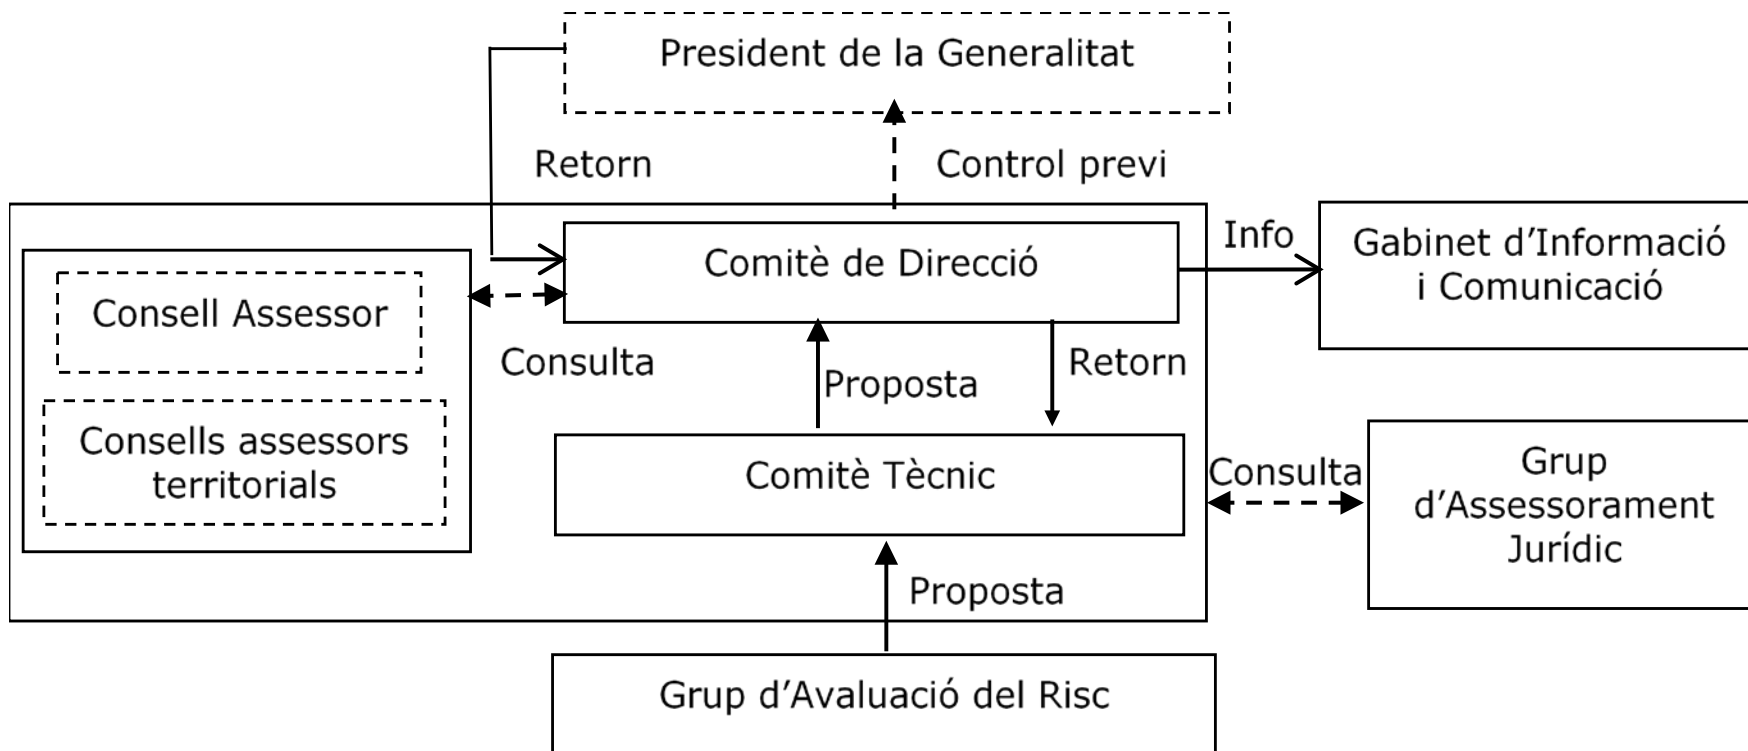 President de la Generalitat
Retorn
Control previ
Info
Gabinet d’Informació
i Comunicació
Comitè de Direcció
Consell Assessor
Consulta
Proposta
Retorn
Consells assessors
territorials
Comitè Tècnic
Consulta
Grup
d’Assessorament
Jurídic
Proposta
Grup d’Avaluació del Risc